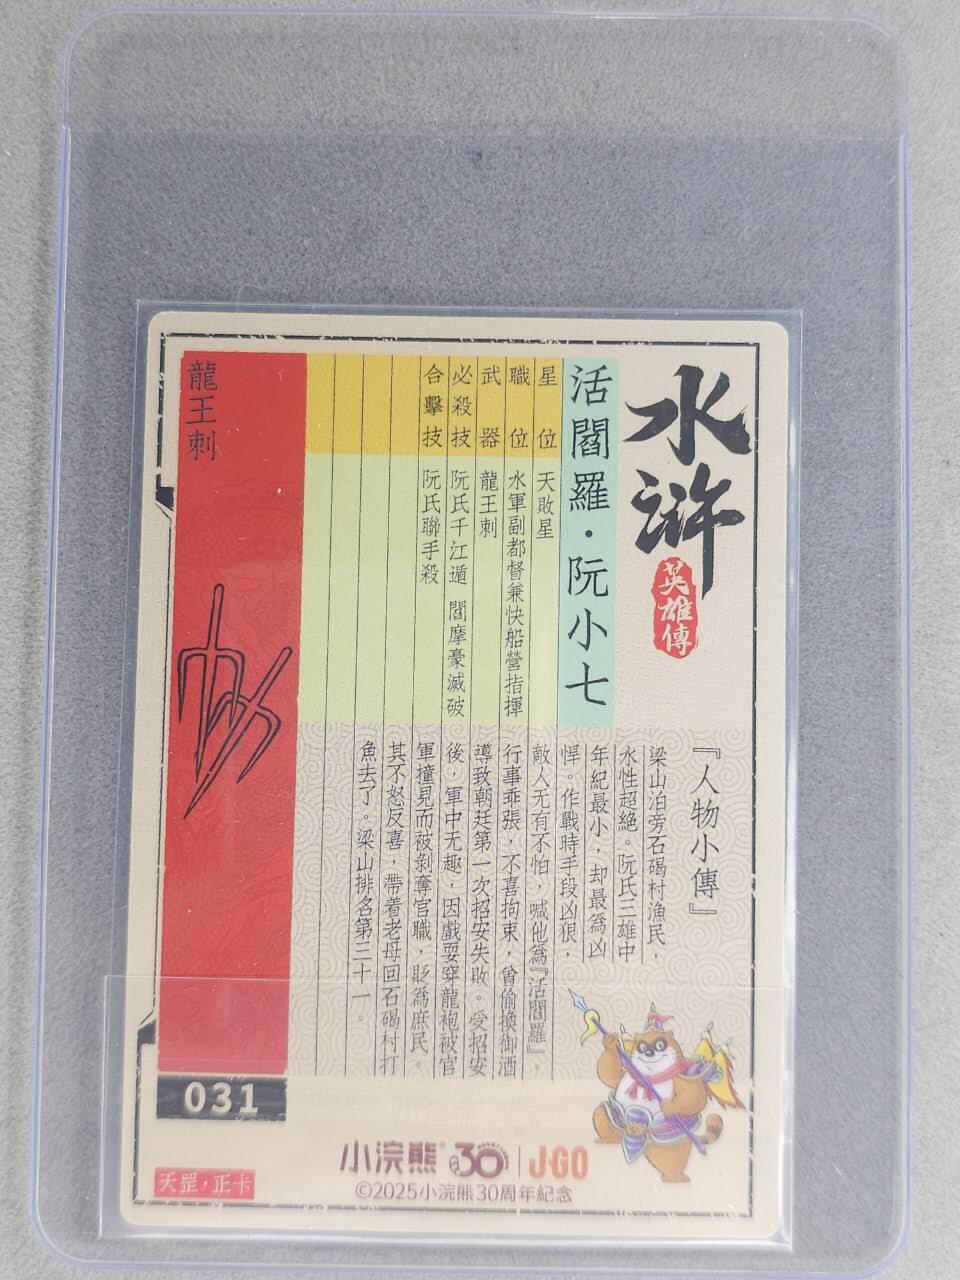 水滸
英雄傳
活閻羅·阮小七
星位 天敗星
職位 水軍副都督兼快船營指揮
武器 龍王刺
必殺技 阮氏千江遁 閻摩豪滅破
合擊技 阮氏聯手殺
龍王刺
『人物小傳』
梁山泊旁石碣村漁民，
水性超絶。阮氏三雄中
年紀最小，却最爲凶
悍。作戰時手段凶狠，
敵人无有不怕，喊他爲『活閻羅』。
行事乖張，不喜拘束，曾偷換御酒
導致朝廷第一次招安失敗。受招安
後，軍中无趣，因戲耍穿龍袍被官
軍撞見而被剝奪官職，貶爲庶民。
其不怒反喜，帶着老母回石碣村打
魚去了。梁山排名第三十一。
031
小浣熊® 30 | J·GO
天罡·正卡
©2025小浣熊30周年紀念